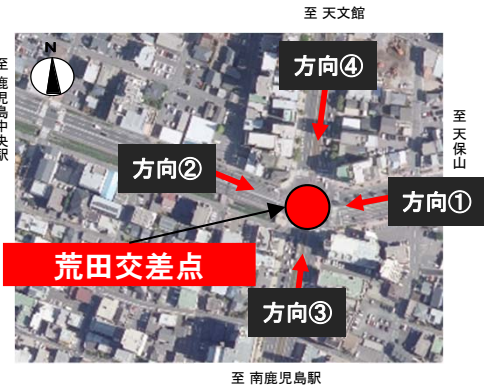 至 天文館
N
方向④
至 鹿児島中央駅
至 天保山
方向②
方向①
荒田交差点
方向③
至 南鹿児島駅